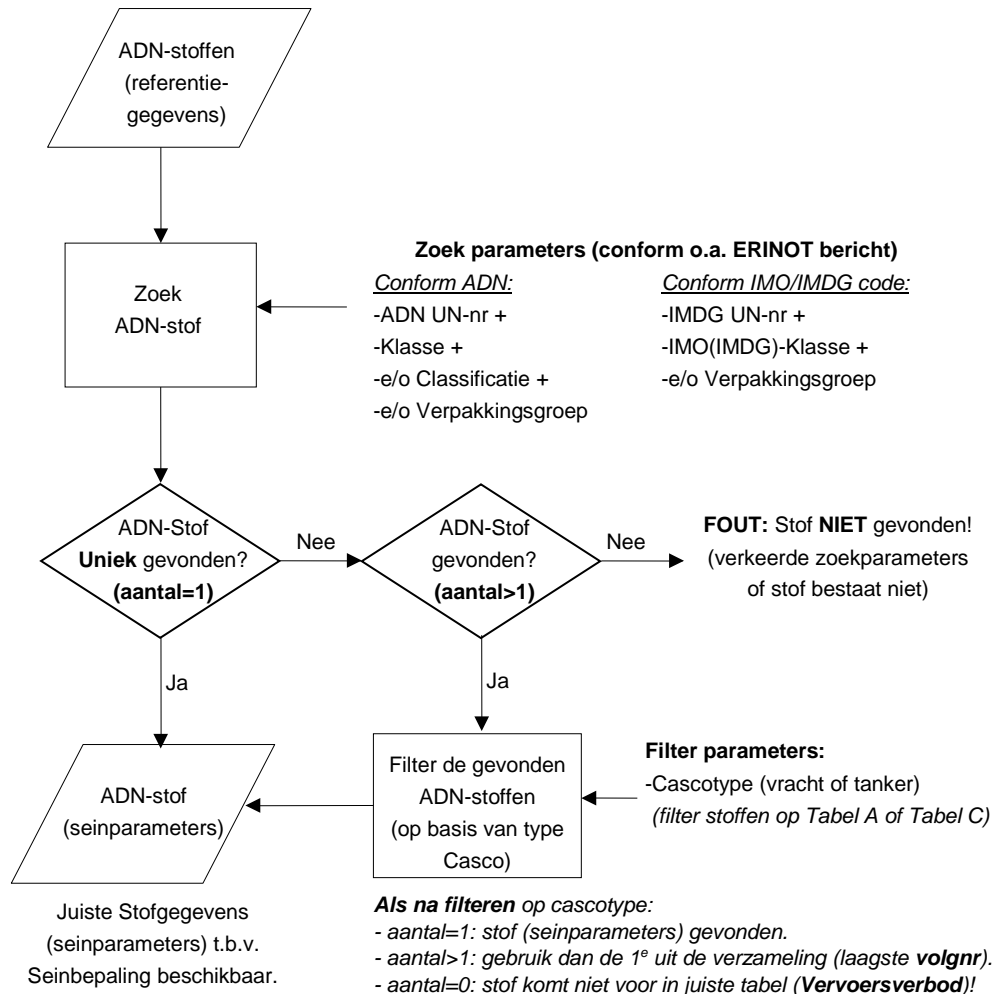 ADN-stoffen
(referentie-
gegevens)
Zoek
ADN-stof
Zoek parameters (conform o.a. ERINOT bericht)
Conform ADN:
-ADN UN-nr +
-Klasse +
-e/o Classificatie +
-e/o Verpakkingsgroep
Conform IMO/IMDG code:
-IMDG UN-nr +
-IMO(IMDG)-Klasse +
-e/o Verpakkingsgroep
ADN-Stof
Uniek gevonden?
(aantal=1)
Nee
ADN-Stof
gevonden?
(aantal>1)
Nee
FOUT: Stof NIET gevonden!
(verkeerde zoekparameters
of stof bestaat niet)
Ja
Ja
ADN-stof
(seinparameters)
Filter de gevonden
ADN-stoffen
(op basis van type
Casco)
Filter parameters:
-Cascotype (vracht of tanker)
(filter stoffen op Tabel A of Tabel C)
Juiste Stofgegevens
(seinparameters) t.b.v.
Seinbepaling beschikbaar.
Als na filteren op cascotype:
- aantal=1: stof (seinparameters) gevonden.
- aantal>1: gebruik dan de 1e uit de verzameling (laagste volgnr).
- aantal=0: stof komt niet voor in juiste tabel (Vervoersverbod)!